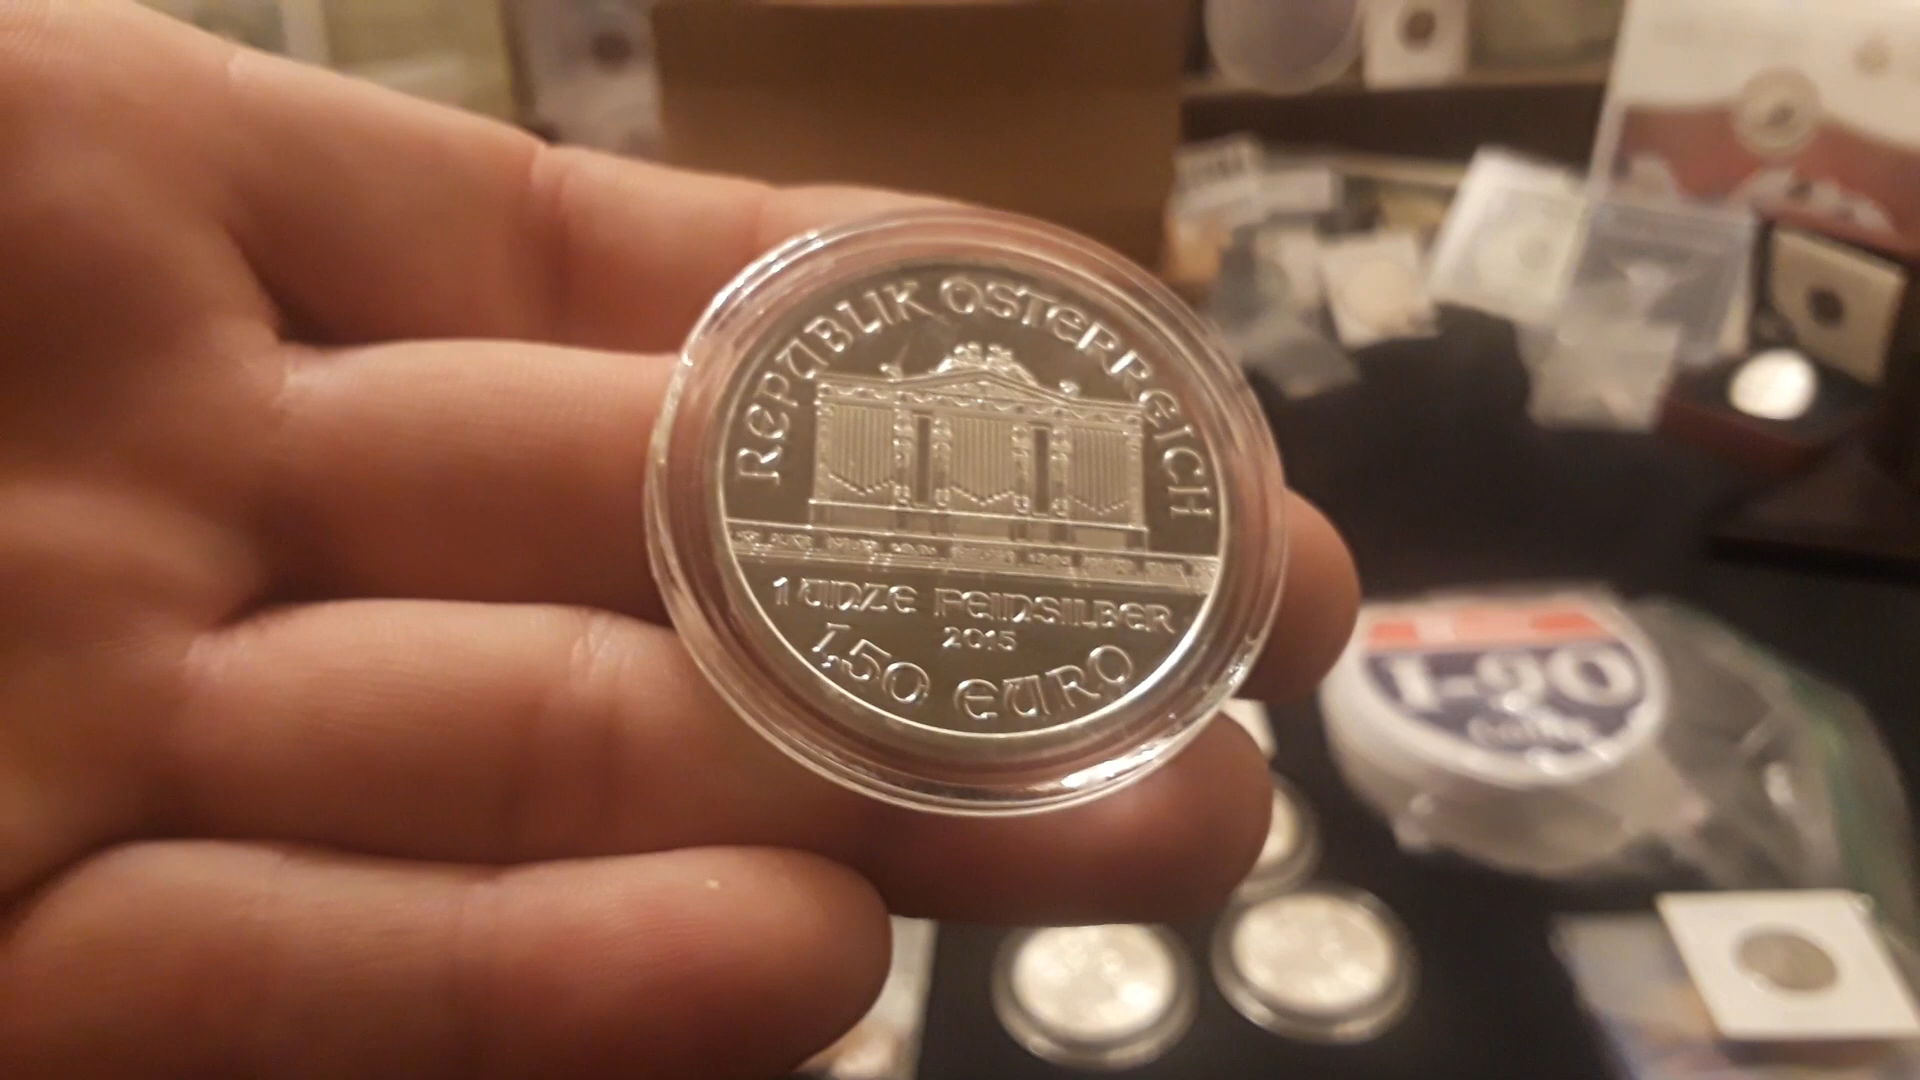 REPUBLIK ÖSTERREICH
1 UNZE FEINSILBER
2015
1,50 EURO
I-90